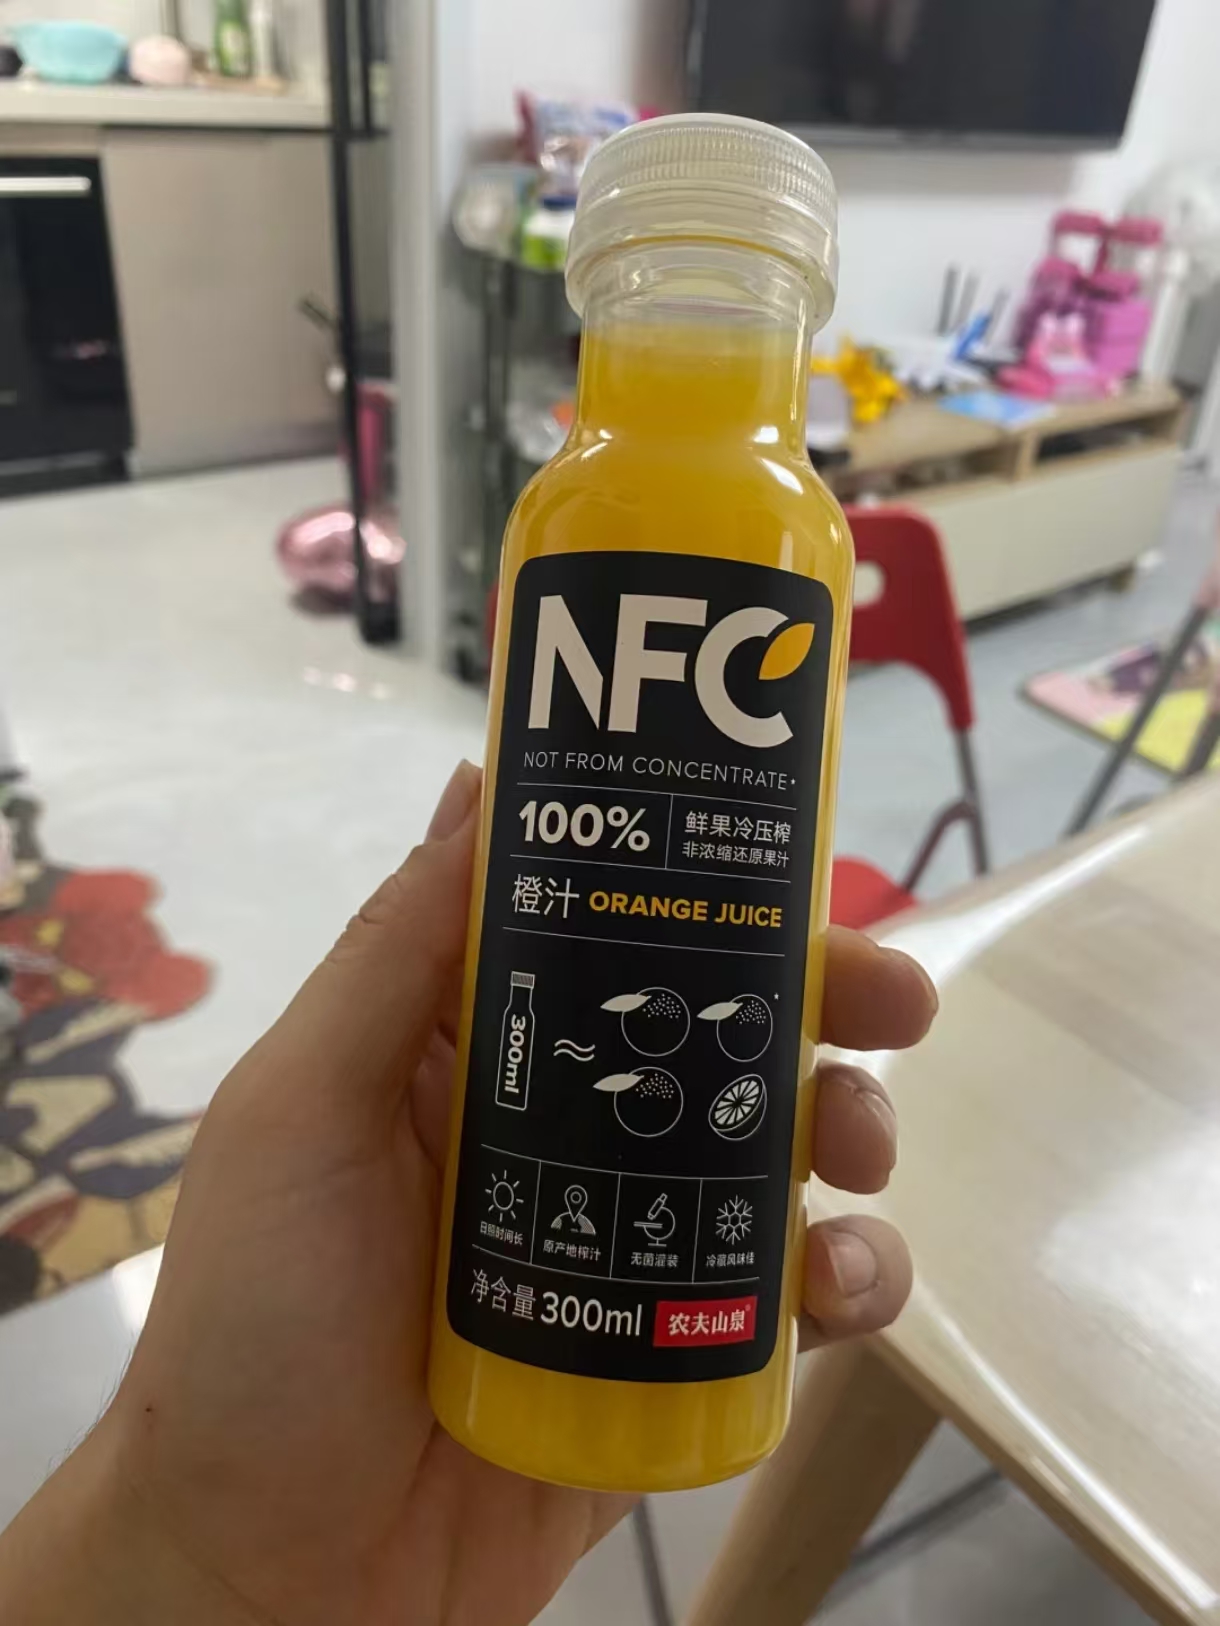 NFC
NOT FROM CONCENTRATE*
100%
鲜果冷压榨
非浓缩还原果汁
橙汁 ORANGE JUICE
300ml
≈
*
日照时间长
原产地榨汁
无菌灌装
冷藏风味佳
净含量300ml
农夫山泉®